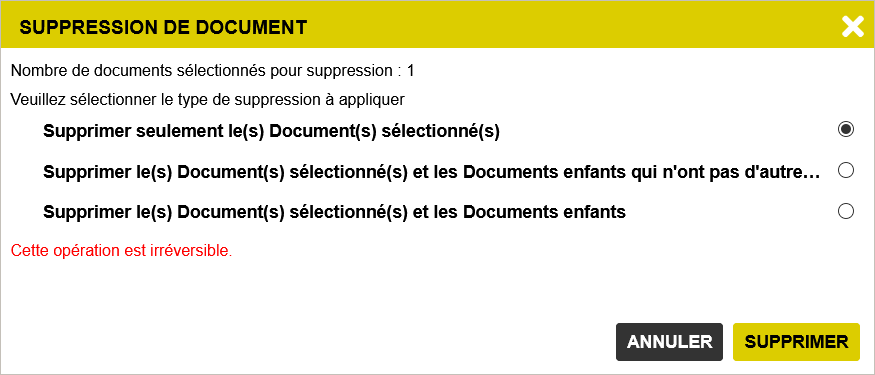 SUPPRESSION DE DOCUMENT
Nombre de documents sélectionnés pour suppression : 1
Veuillez sélectionner le type de suppression à appliquer
Supprimer seulement le(s) Document(s) sélectionné(s)
Supprimer le(s) Document(s) sélectionné(s) et les Documents enfants qui n'ont pas d'autre…
Supprimer le(s) Document(s) sélectionné(s) et les Documents enfants
Cette opération est irréversible.
ANNULER SUPPRIMER